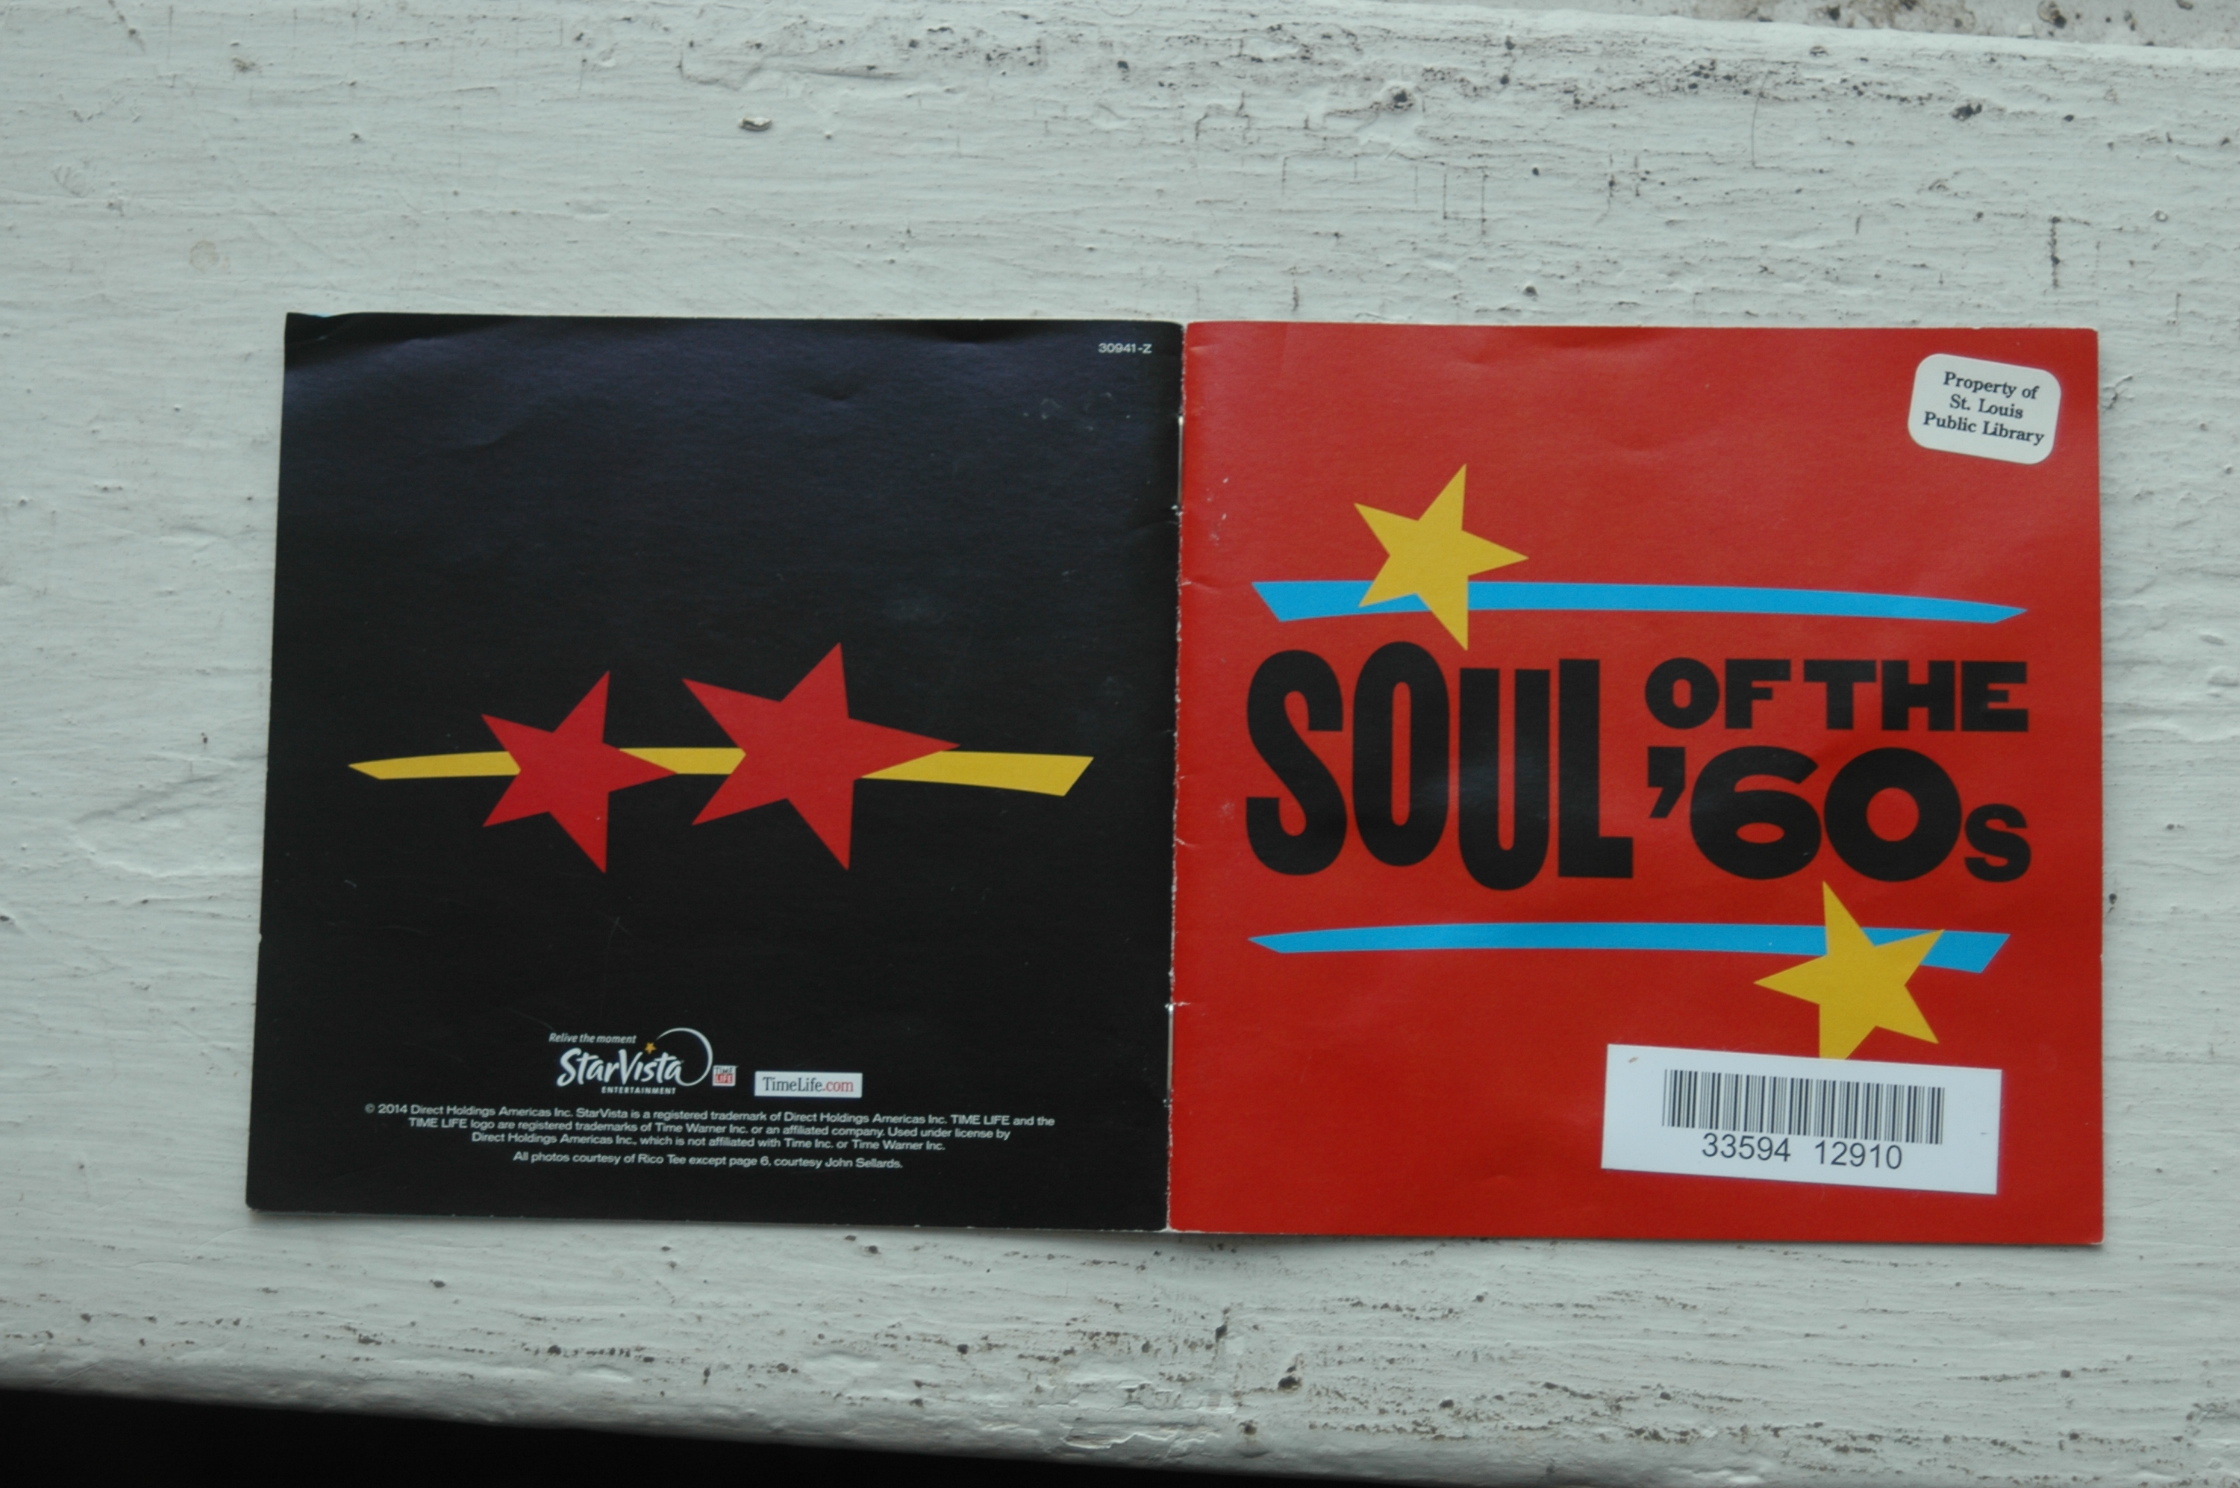 30941-Z
Relive the moment
StarVista
ENTERTAINMENT
TIME
LIFE
TimeLife.com
© 2014 Direct Holdings Americas Inc. StarVista is a registered trademark of Direct Holdings Americas Inc. TIME LIFE and the
TIME LIFE logo are registered trademarks of Time Warner Inc. or an affiliated company. Used under license by
Direct Holdings Americas Inc., which is not affiliated with Time Inc. or Time Warner Inc.
All photos courtesy of Rico Tee except page 6, courtesy John Sellards.
Property of
St. Louis
Public Library
SOUL OF THE
'60s
33594 12910